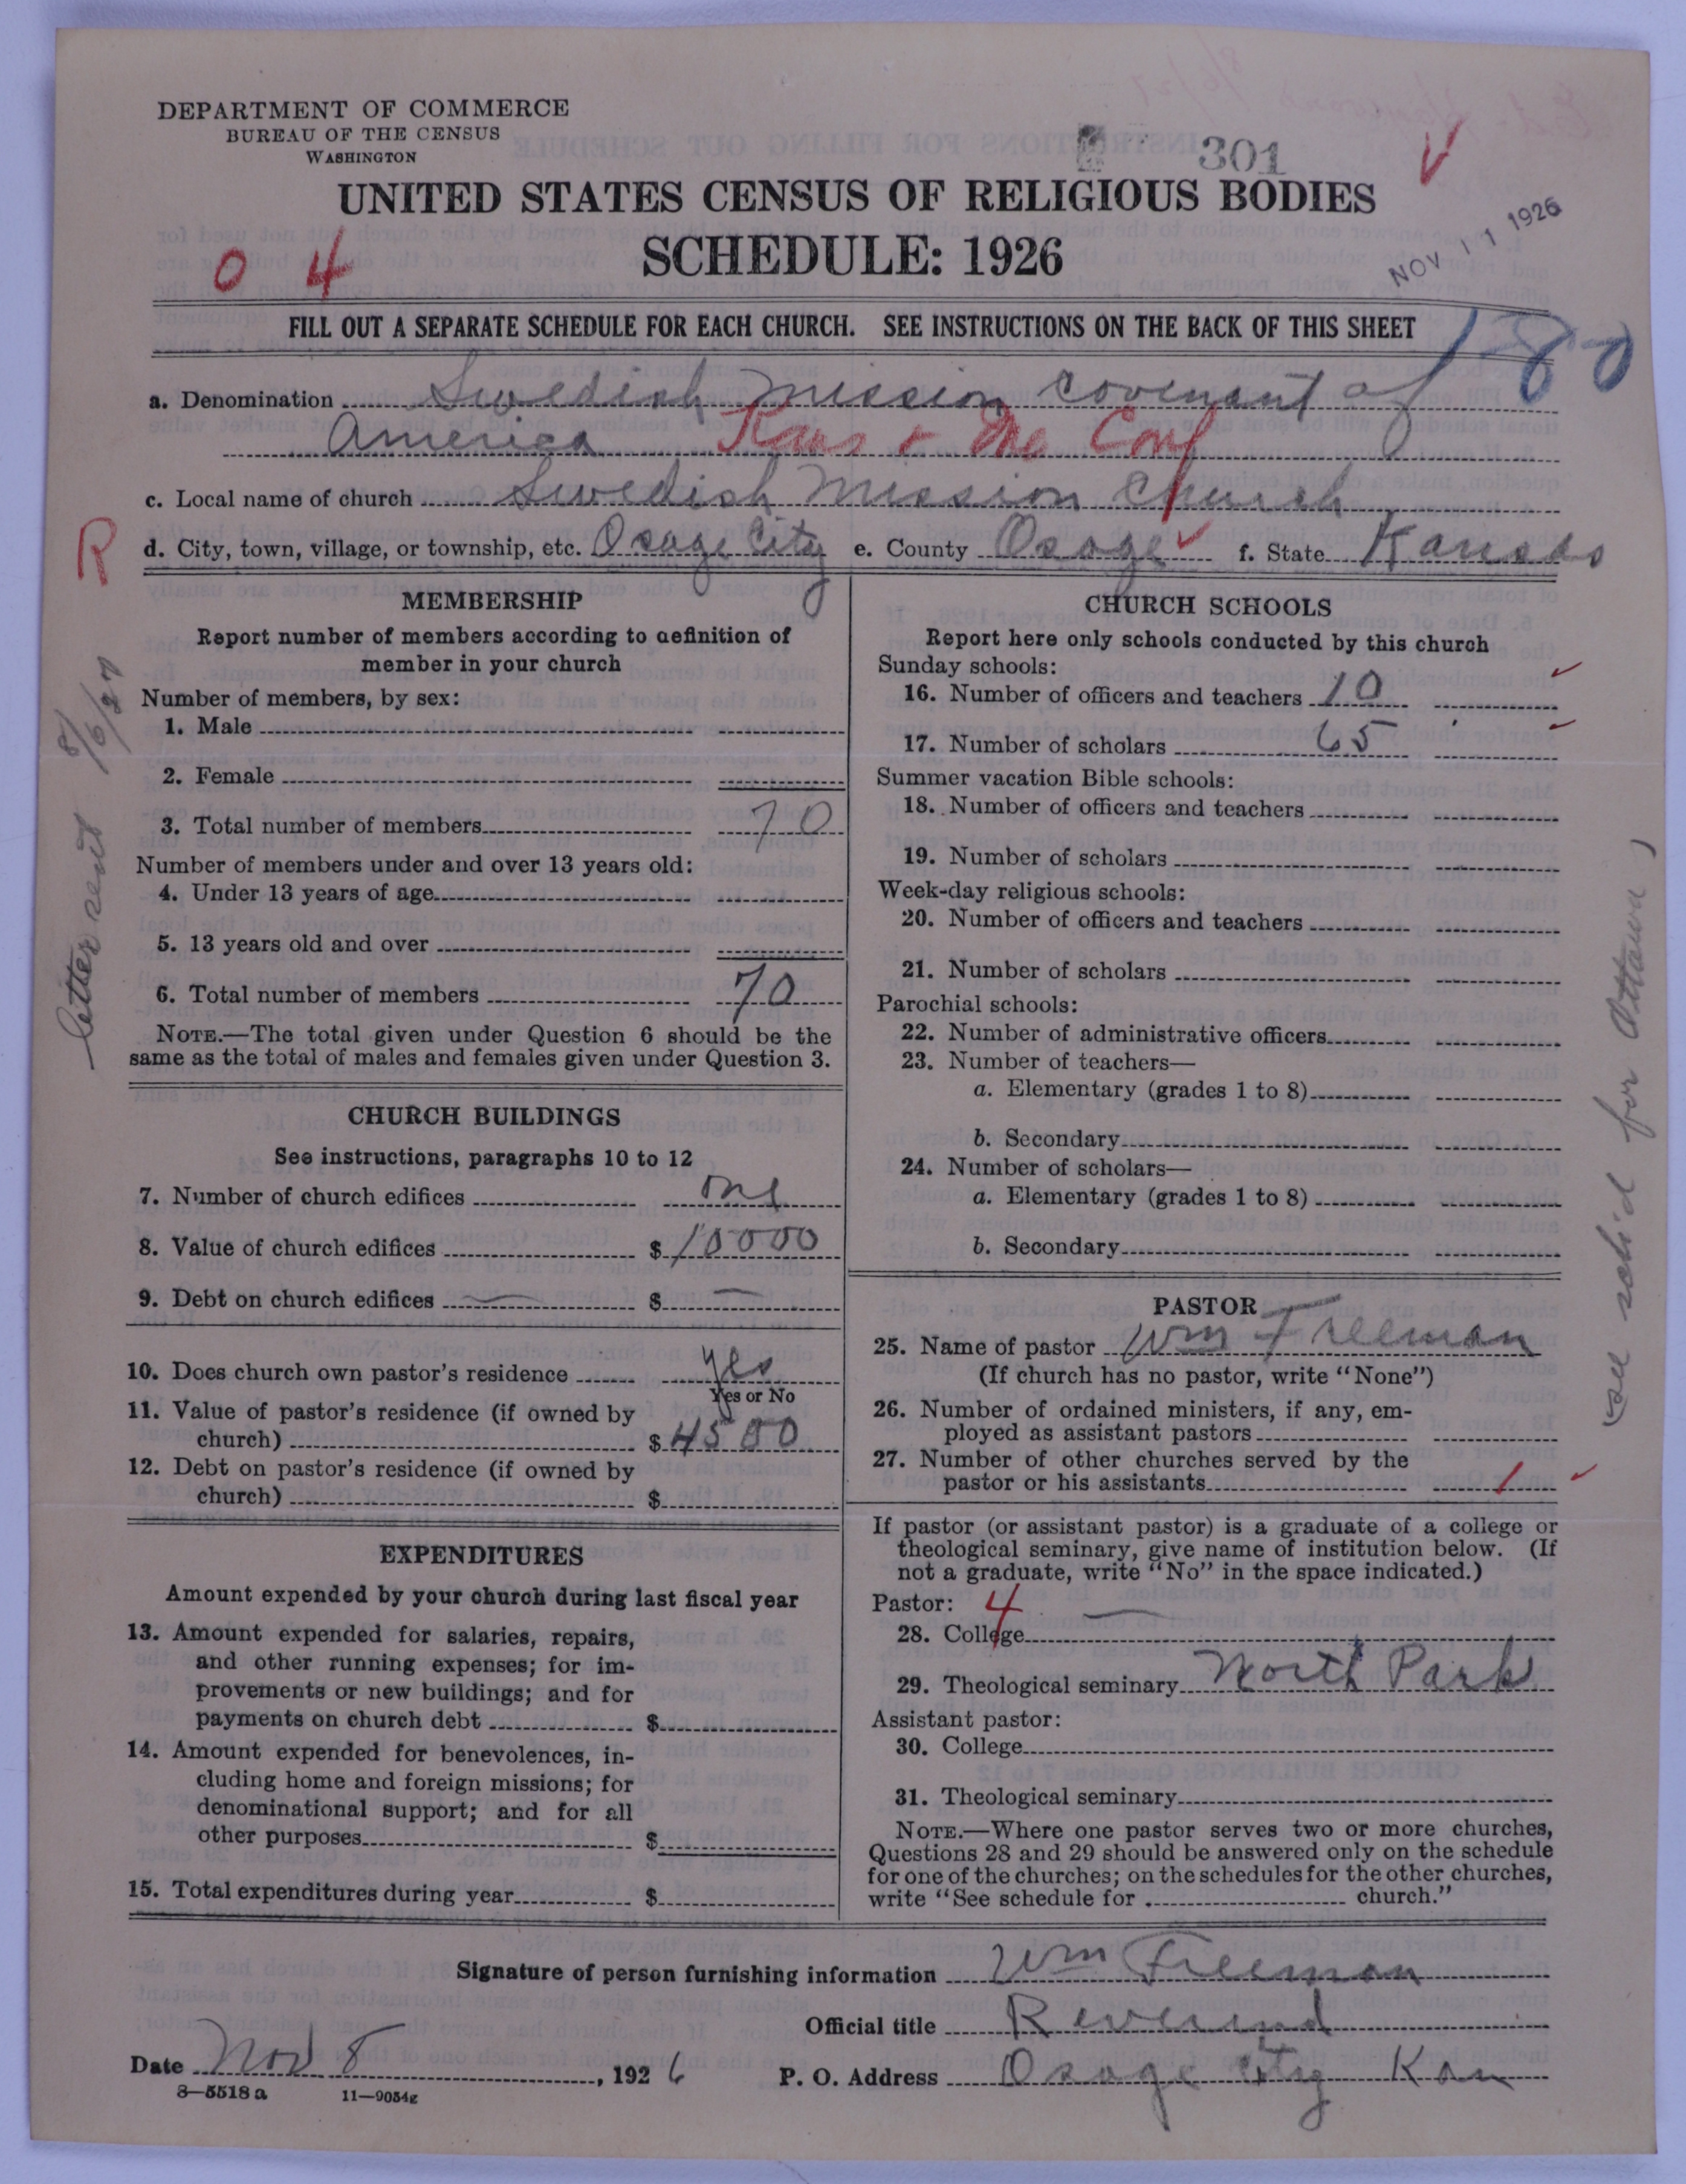 DEPARTMENT OF COMMERCE
BUREAU OF THE CENSUS
WASHINGTON
301
V
UNITED STATES CENSUS OF RELIGIOUS BODIES
SCHEDULE: 1926
NOV 11 1926
0 4
FILL OUT A SEPARATE SCHEDULE FOR EACH CHURCH. SEE INSTRUCTIONS ON THE BACK OF THIS SHEET
1-80
a. Denomination Swedish Mission Covenant of
America Kans & Mo Conf
c. Local name of church Swedish Mission Church
R
d. City, town, village, or township, etc. Osage City e. County Osage f. State Kansas
letter sent 8/6/27
MEMBERSHIP
Report number of members according to definition of
member in your church
Number of members, by sex:
1. Male
2. Female
3. Total number of members 70
Number of members under and over 13 years old:
4. Under 13 years of age
5. 13 years old and over
6. Total number of members 70
NOTE.—The total given under Question 6 should be the
same as the total of males and females given under Question 3.
CHURCH BUILDINGS
See instructions, paragraphs 10 to 12
7. Number of church edifices one
8. Value of church edifices $ 10000
9. Debt on church edifices — $ —
10. Does church own pastor's residence yes
Yes or No
11. Value of pastor's residence (if owned by
church) $ 4500
12. Debt on pastor's residence (if owned by
church) $
EXPENDITURES
Amount expended by your church during last fiscal year
13. Amount expended for salaries, repairs,
and other running expenses; for im-
provements or new buildings; and for
payments on church debt $
14. Amount expended for benevolences, in-
cluding home and foreign missions; for
denominational support; and for all
other purposes $
15. Total expenditures during year $
CHURCH SCHOOLS
Report here only schools conducted by this church
Sunday schools:
16. Number of officers and teachers 10
17. Number of scholars 65
Summer vacation Bible schools:
18. Number of officers and teachers
19. Number of scholars
Week-day religious schools:
20. Number of officers and teachers
21. Number of scholars
Parochial schools:
22. Number of administrative officers
23. Number of teachers—
a. Elementary (grades 1 to 8)
b. Secondary
24. Number of scholars—
a. Elementary (grades 1 to 8)
b. Secondary
PASTOR
25. Name of pastor Wm Freeman
(If church has no pastor, write "None")
26. Number of ordained ministers, if any, em-
ployed as assistant pastors
27. Number of other churches served by the
pastor or his assistants 1
If pastor (or assistant pastor) is a graduate of a college or
theological seminary, give name of institution below. (If
not a graduate, write "No" in the space indicated.)
Pastor: 4 —
28. College
29. Theological seminary North Park
Assistant pastor:
30. College
31. Theological seminary
NOTE.—Where one pastor serves two or more churches,
Questions 28 and 29 should be answered only on the schedule
for one of the churches; on the schedules for the other churches,
write "See schedule for church."
(see sch'd for Ottawa)
Signature of person furnishing information Wm Freeman
Official title Reverend
Date Nov 8, 1926 P. O. Address Osage City Kan
8—5518 a 11—9054g